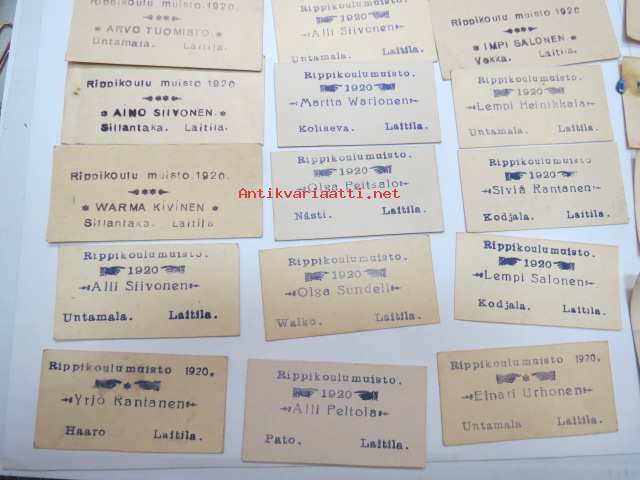 Rippikoulu muisto. 1920.
ARVO TUOMISTO.
Untamala. Laitila.
Rippikoulumuisto.
1920
Alli Siivonen.
Untamala. Laitila.
Rippikoulu muisto. 1920.
IMPI SALONEN.
Vekka. Laitila.
Rippikoulu muisto. 1920
AINO SIIVONEN.
Sillantaka. Laitila.
Rippikoulumuisto.
1920
Martta Warjonen
Koliseva. Laitila.
Rippikoulumuisto.
1920
Lempi Heinikkala
Untamala. Laitila.
Rippikoulu muisto. 1920.
WARMA KIVINEN
Sillantaka. Laitila
Rippikoulumuisto.
1920
Olga Peltsalo
Nästi. Laitila.
Rippikoulumuisto.
1920
Siviä Rantanen
Kodjala. Laitila.
Antikvariaatti.net
Rippikoulumuisto.
1920
Alli Siivonen
Untamala. Laitila.
Rippikoulumuisto.
1920
Olga Sundell
Walko. Laitila.
Rippikoulumuisto.
1920
Lempi Salonen
Kodjala. Laitila.
Rippikoulumuisto 1920.
Yrjö Rantanen
Haaro Laitila.
Rippikoulumuisto.
1920
Alli Peltola
Pato. Laitila.
Rippikoulumuisto 1920.
Einari Urhonen
Untamala Laitila.